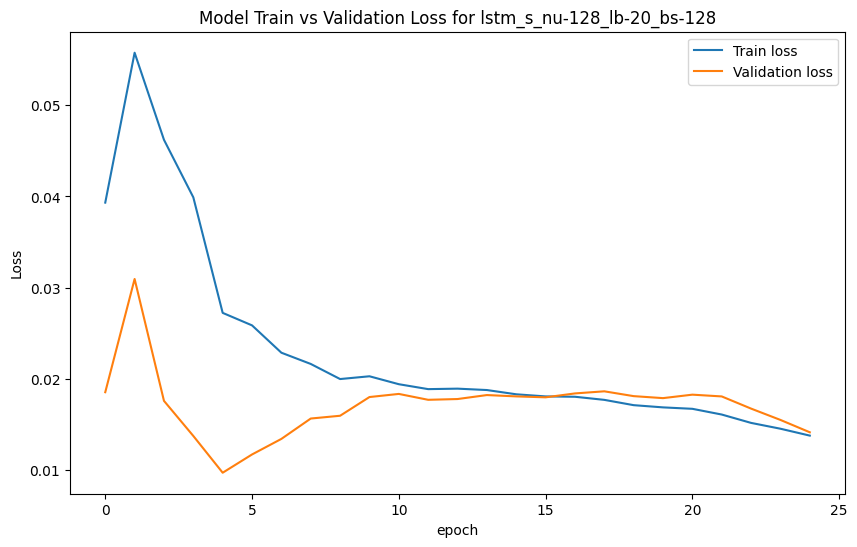 Model Train vs Validation Loss for lstm_s_nu-128_lb-20_bs-128
Train loss
Validation loss
0.05
0.04
0.03
0.02
0.01
Loss
0
5
10
15
20
25
epoch